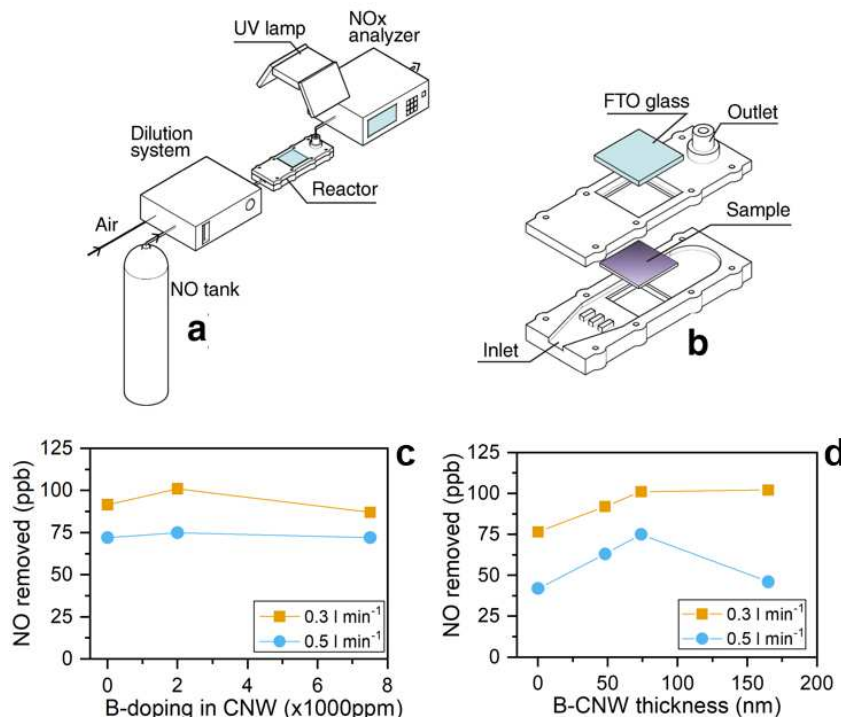 UV lamp
NOx
analyzer
Dilution
system
Reactor
Air
NO tank
a
FTO glass
Outlet
Sample
Inlet
b
c
NO removed (ppb)
125
100
75
50
25
0
0 2 4 6 8
0.3 l min⁻¹
0.5 l min⁻¹
B-doping in CNW (x1000ppm)
d
NO removed (ppb)
125
100
75
50
25
0
0 50 100 150 200
0.3 l min⁻¹
0.5 l min⁻¹
B-CNW thickness (nm)